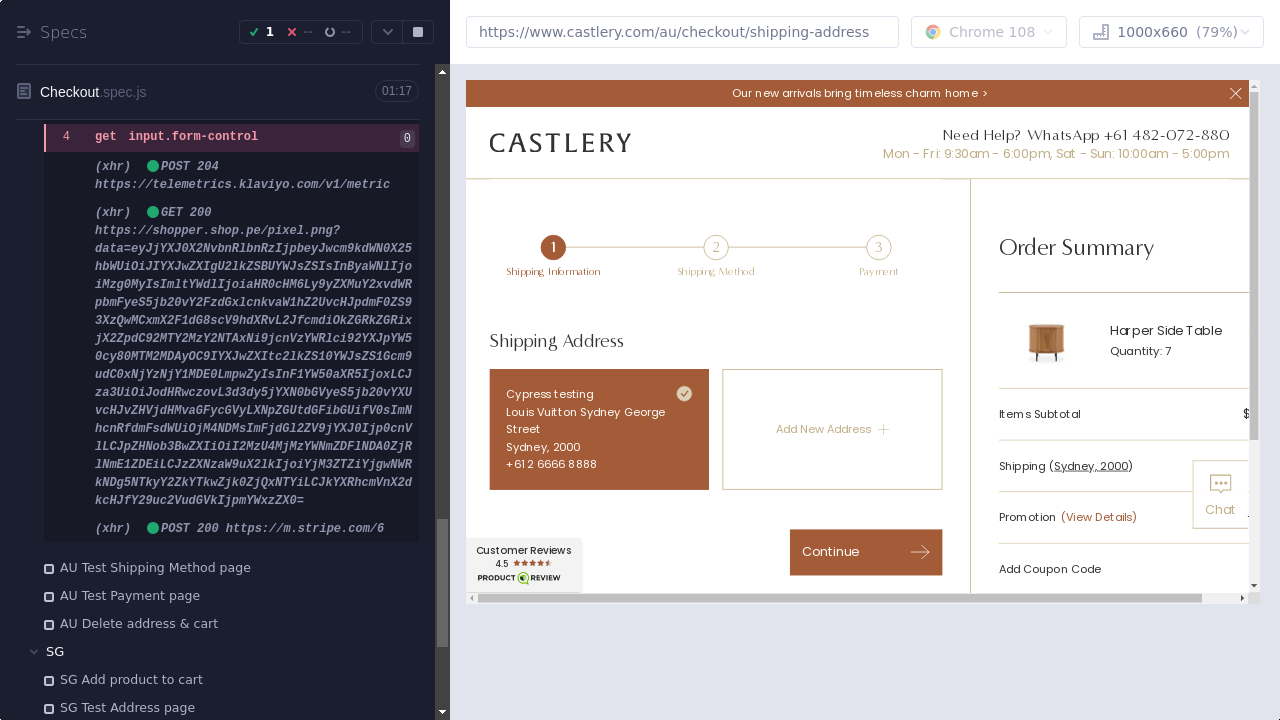 Specs
1
--
--
Checkout.spec.js
01:17
4 get input.form-control 0
(xhr) POST 204
https://telemetrics.klaviyo.com/v1/metric
(xhr) GET 200
https://shopper.shop.pe/pixel.png?
AU Test Shipping Method page
AU Test Payment page
AU Delete address & cart
SG
SG Add product to cart
SG Test Address page
(xhr) POST 200 https://m.stripe.com/6
https://www.castlery.com/au/checkout/shipping-address
Chrome 108
1000x660 (79%)
Our new arrivals bring timeless charm home >
CASTLERY
Need Help? WhatsApp +61 482-072-880
Mon - Fri: 9:30am - 6:00pm, Sat - Sun: 10:00am - 5:00pm
1
2
3
Shipping Information
Shipping Method
Payment
Shipping Address
Cypress testing
Louis Vuitton Sydney George
Street
Sydney, 2000
+61 2 6666 8888
Add New Address
Continue
Customer Reviews
4.5
PRODUCT REVIEW
Order Summary
Harper Side Table
Quantity: 7
Items Subtotal
$
Shipping (Sydney, 2000)
Promotion (View Details)
Add Coupon Code
Chat